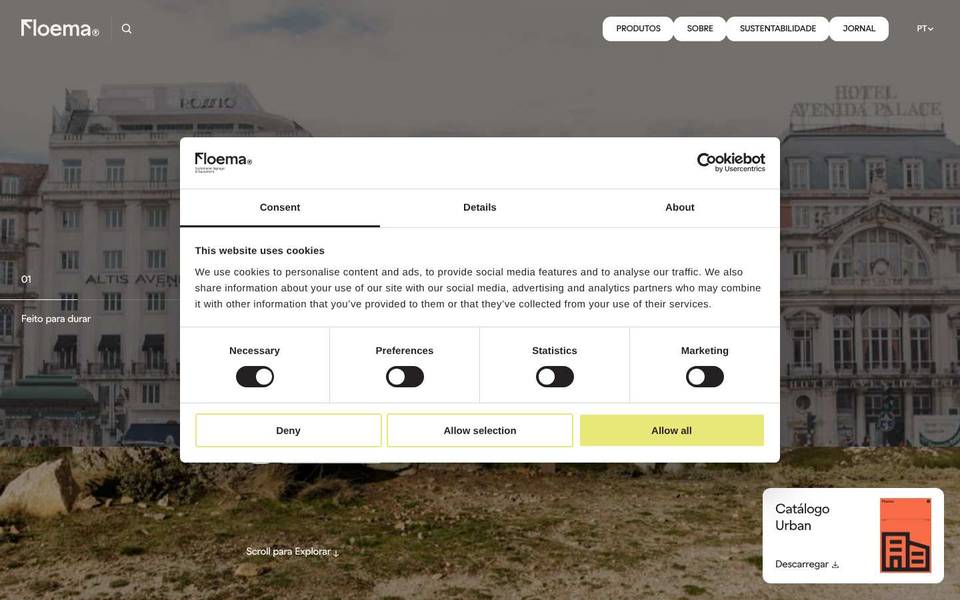 Floema®
PRODUTOS
SOBRE
SUSTENTABILIDADE
JORNAL
PT
ROSSIO
HOTEL
AVENIDA PALACE
Floema®
Cookiebot
by Usercentrics
Consent
Details
About
This website uses cookies
We use cookies to personalise content and ads, to provide social media features and to analyse our traffic. We also
share information about your use of our site with our social media, advertising and analytics partners who may combine
it with other information that you’ve provided to them or that they’ve collected from your use of their services.
01
ALTIS AVENI
Feito para durar
Necessary
Preferences
Statistics
Marketing
Deny
Allow selection
Allow all
Scroll para Explorar
Catálogo
Urban
Descarregar